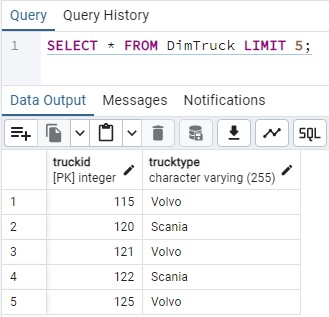 Query Query History
1 SELECT * FROM DimTruck LIMIT 5;
Data Output Messages Notifications
SQL
truckid trucktype
[PK] integer character varying (255)
1 115 Volvo
2 120 Scania
3 121 Volvo
4 122 Scania
5 125 Volvo